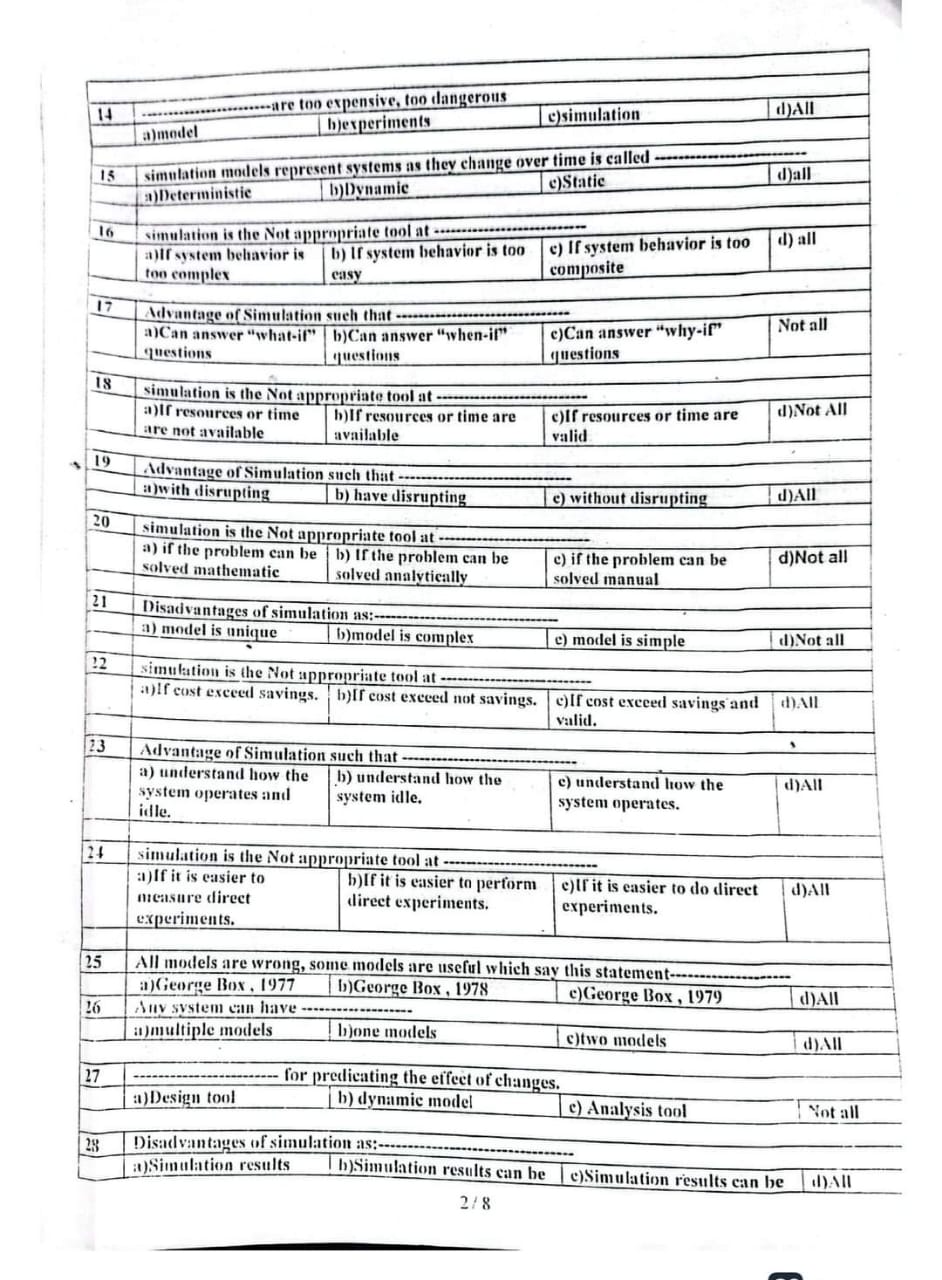 14 ----------------------are too expensive, too dangerous
a)model b)experiments c)simulation d)All
15 simulation models represent systems as they change over time is called -------------------------
a)Deterministic b)Dynamic c)Static d)all
16 simulation is the Not appropriate tool at -------------------------
a)If system behavior is b) If system behavior is too c) If system behavior is too d) all
too complex easy composite
17 Advantage of Simulation such that -----------------------------
a)Can answer "what-if" b)Can answer "when-if" c)Can answer "why-if" Not all
questions questions questions
18 simulation is the Not appropriate tool at -------------------------
a)If resources or time b)If resources or time are c)If resources or time are d)Not All
are not available available valid
19 Advantage of Simulation such that -----------------------------
a)with disrupting b) have disrupting c) without disrupting d)All
20 simulation is the Not appropriate tool at -------------------------
a) if the problem can be b) If the problem can be c) if the problem can be d)Not all
solved mathematic solved analytically solved manual
21 Disadvantages of simulation as:--------------------------
a) model is unique b)model is complex c) model is simple d)Not all
22 simulation is the Not appropriate tool at -------------------------
a)If cost exceed savings. b)If cost exceed not savings. c)If cost exceed savings and d)All
valid.
23 Advantage of Simulation such that -----------------------------
a) understand how the b) understand how the c) understand how the d)All
system operates and system idle. system operates.
idle.
24 simulation is the Not appropriate tool at -------------------------
a)If it is easier to b)If it is easier to perform c)If it is easier to do direct d)All
measure direct direct experiments. experiments.
experiments.
25 All models are wrong, some models are useful which say this statement--------------------
a)George Box , 1977 b)George Box , 1978 c)George Box , 1979 d)All
26 Any system can have ------------------
a)multiple models b)one models c)two models d)All
27 ----------------------- for predicating the effect of changes.
a)Design tool b) dynamic model c) Analysis tool Not all
28 Disadvantages of simulation as:--------------------------------
a)Simulation results b)Simulation results can be c)Simulation results can be d)All
2 / 8